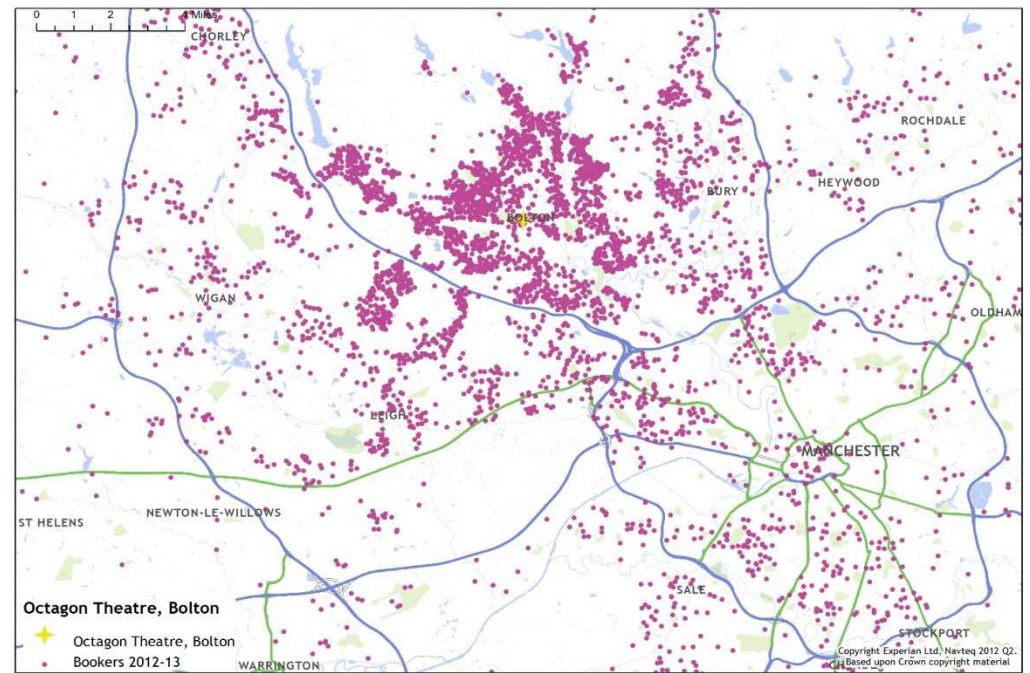 0 1 2 4 Miles
CHORLEY
ROCHDALE
BURY
HEYWOOD
BOLTON
WIGAN
OLDHAM
LEIGH
MANCHESTER
ST HELENS
NEWTON-LE-WILLOWS
SALE
Octagon Theatre, Bolton
Octagon Theatre, Bolton
Bookers 2012-13
STOCKPORT
WARRINGTON
Copyright Experian Ltd, Navteq 2012 Q2.
Based upon Crown copyright material